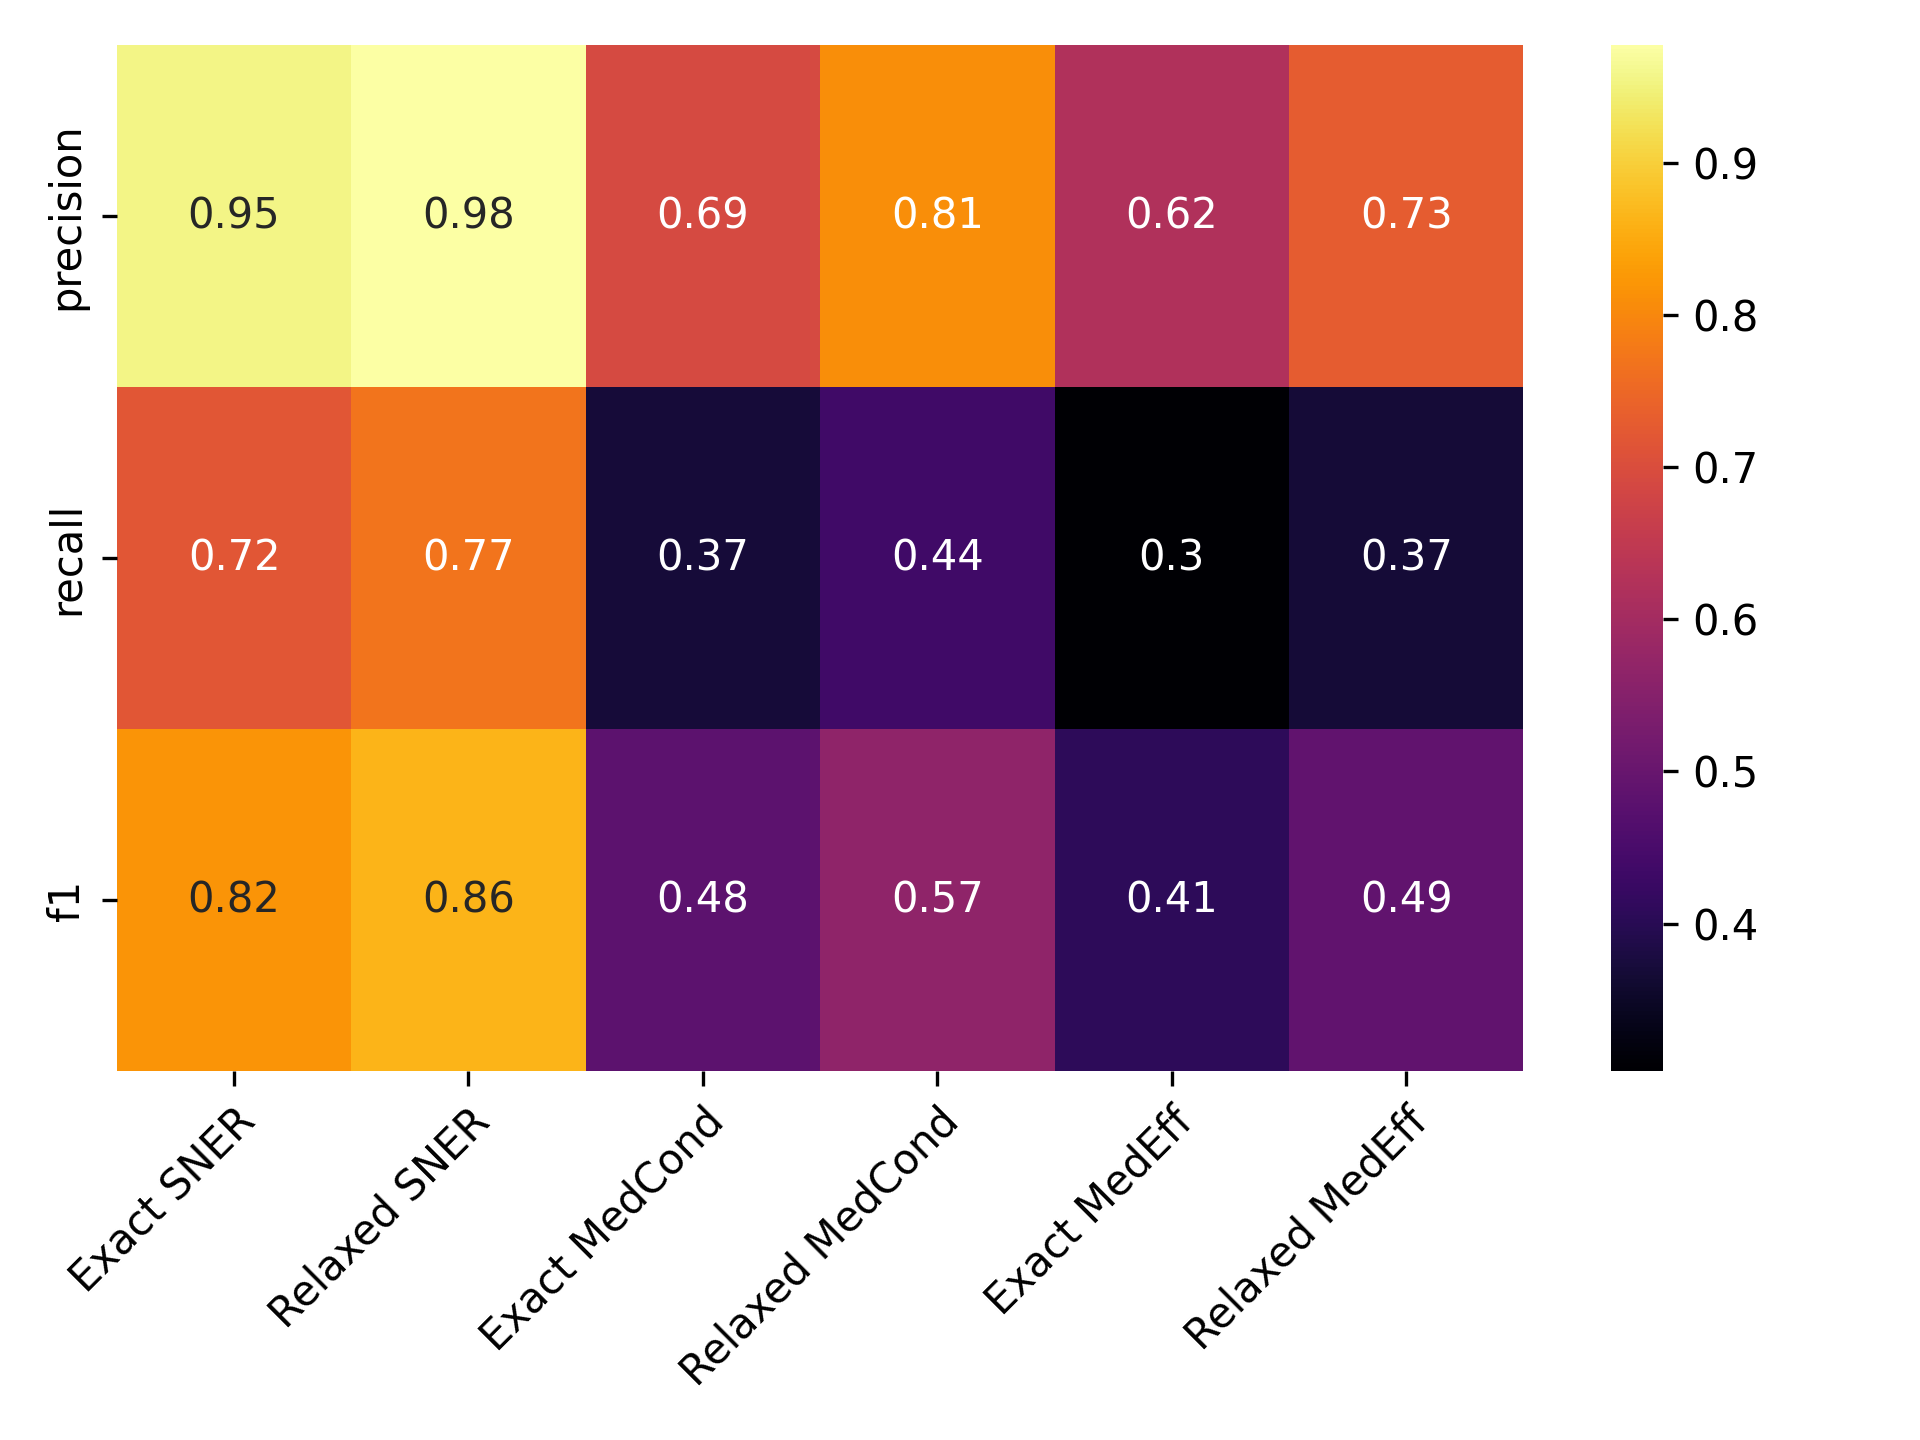 precision
0.95 0.98 0.69 0.81 0.62 0.73
recall
0.72 0.77 0.37 0.44 0.3 0.37
f1
0.82 0.86 0.48 0.57 0.41 0.49
Exact SNER
Relaxed SNER
Exact MedCond
Relaxed MedCond
Exact MedEff
Relaxed MedEff
0.9
0.8
0.7
0.6
0.5
0.4